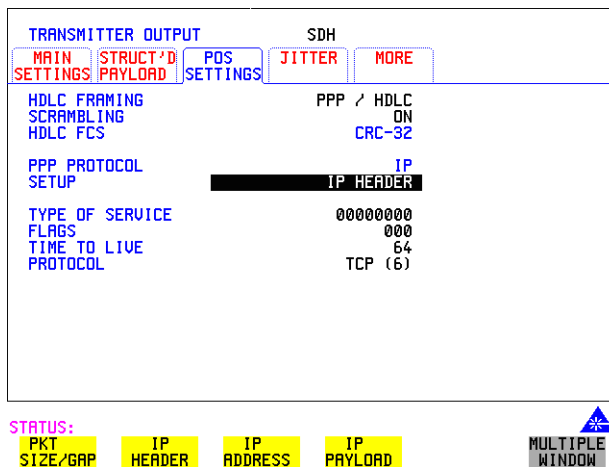 TRANSMITTER OUTPUT SDH
MAIN SETTINGS
STRUCT'D PAYLOAD
POS SETTINGS
JITTER
MORE
HDLC FRAMING PPP / HDLC
SCRAMBLING ON
HDLC FCS CRC-32
PPP PROTOCOL IP
SETUP IP HEADER
TYPE OF SERVICE 00000000
FLAGS 000
TIME TO LIVE 64
PROTOCOL TCP (6)
STATUS:
PKT SIZE/GAP
IP HEADER
IP ADDRESS
IP PAYLOAD
MULTIPLE WINDOW